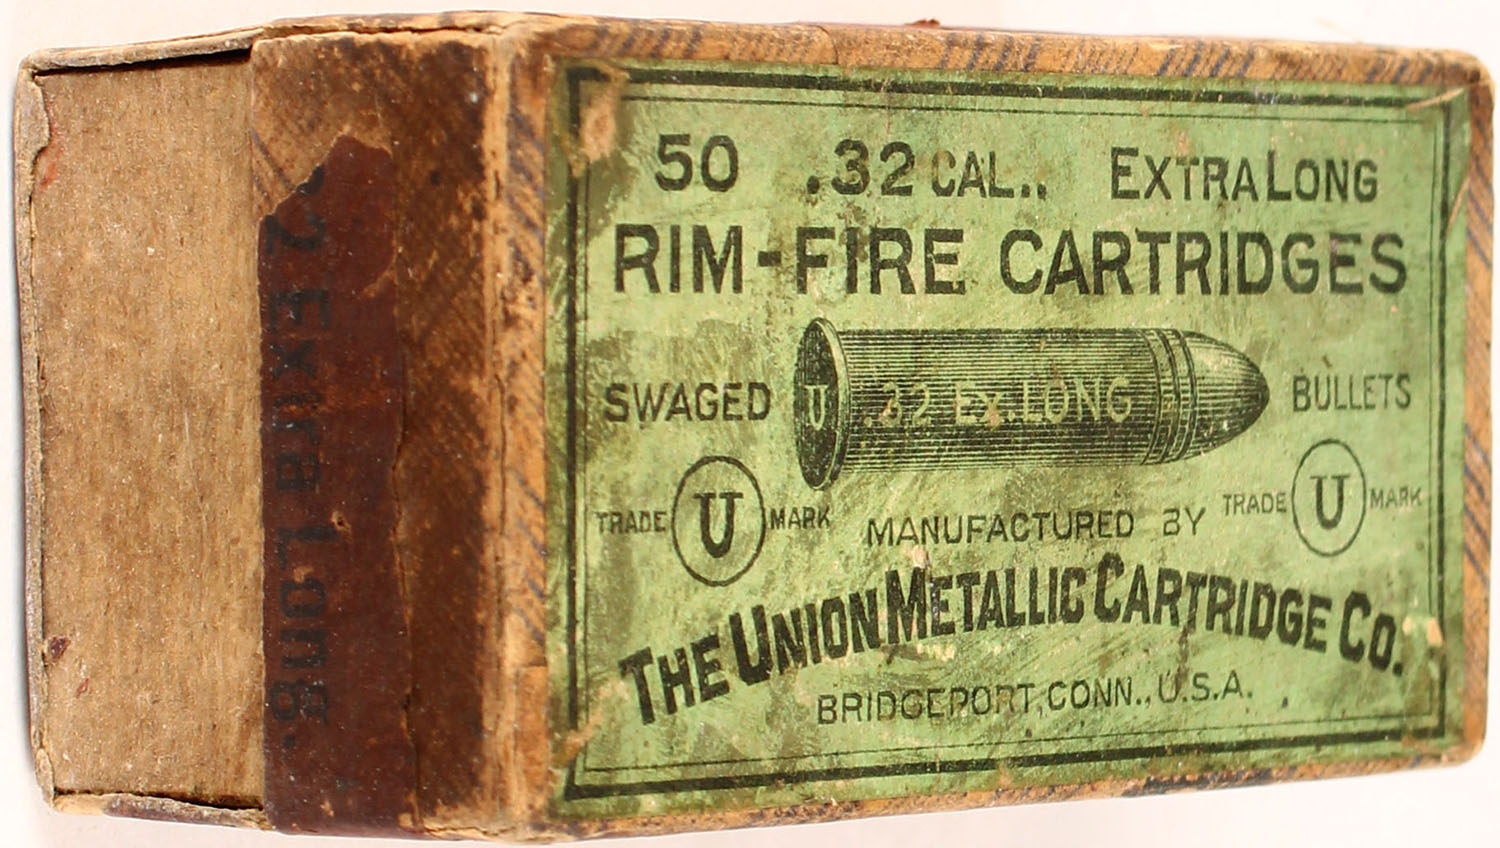 50 .32 CAL.. EXTRA LONG
RIM-FIRE CARTRIDGES
SWAGED U .32 Ex. LONG BULLETS
TRADE U MARK
TRADE U MARK
MANUFACTURED BY
THE UNION METALLIC CARTRIDGE CO.
BRIDGEPORT, CONN., U.S.A.
32 Extra Long.